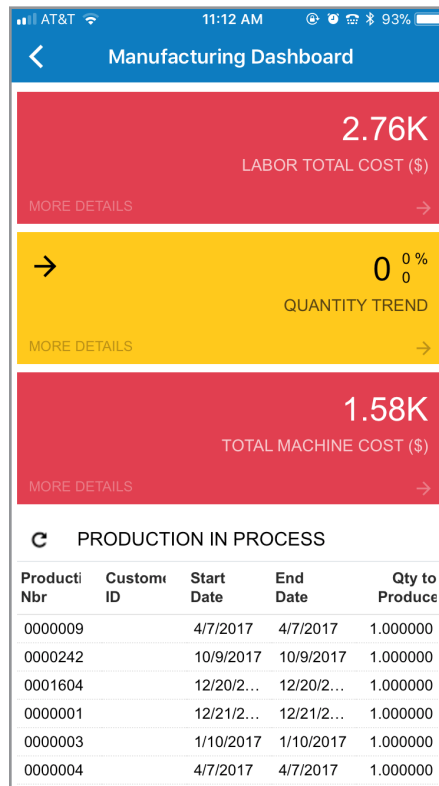 AT&T 11:12 AM 93%
Manufacturing Dashboard
2.76K
LABOR TOTAL COST ($)
MORE DETAILS
0 0 %
0
QUANTITY TREND
MORE DETAILS
1.58K
TOTAL MACHINE COST ($)
MORE DETAILS
PRODUCTION IN PROCESS
Producti Custome Start End Qty to
Nbr ID Date Date Produce
0000009 4/7/2017 4/7/2017 1.000000
0000242 10/9/2017 10/9/2017 1.000000
0001604 12/20/2... 12/20/2... 1.000000
0000001 12/21/2... 12/21/2... 1.000000
0000003 1/10/2017 1/10/2017 1.000000
0000004 4/7/2017 4/7/2017 1.000000